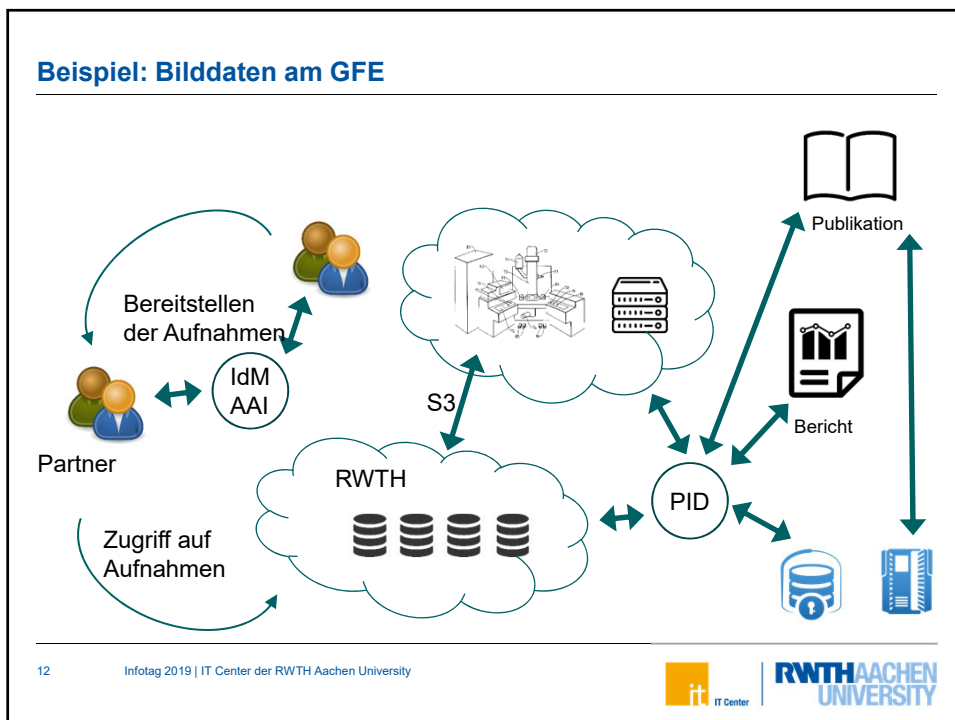 Beispiel: Bilddaten am GFE
Publikation
Bereitstellen
der Aufnahmen
IdM
AAI
S3
Bericht
Partner
RWTH
PID
Zugriff auf
Aufnahmen
12
Infotag 2019 | IT Center der RWTH Aachen University
it
IT Center
RWTHAACHEN
UNIVERSITY